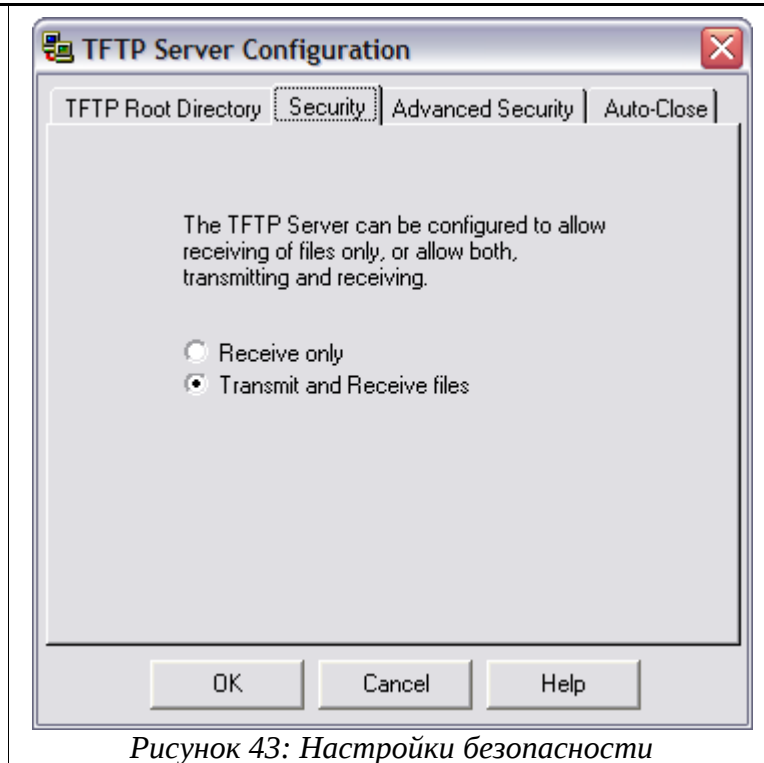 TFTP Server Configuration
TFTP Root Directory Security Advanced Security Auto-Close
The TFTP Server can be configured to allow
receiving of files only, or allow both,
transmitting and receiving.
Receive only
Transmit and Receive files
OK Cancel Help
Рисунок 43: Настройки безопасности